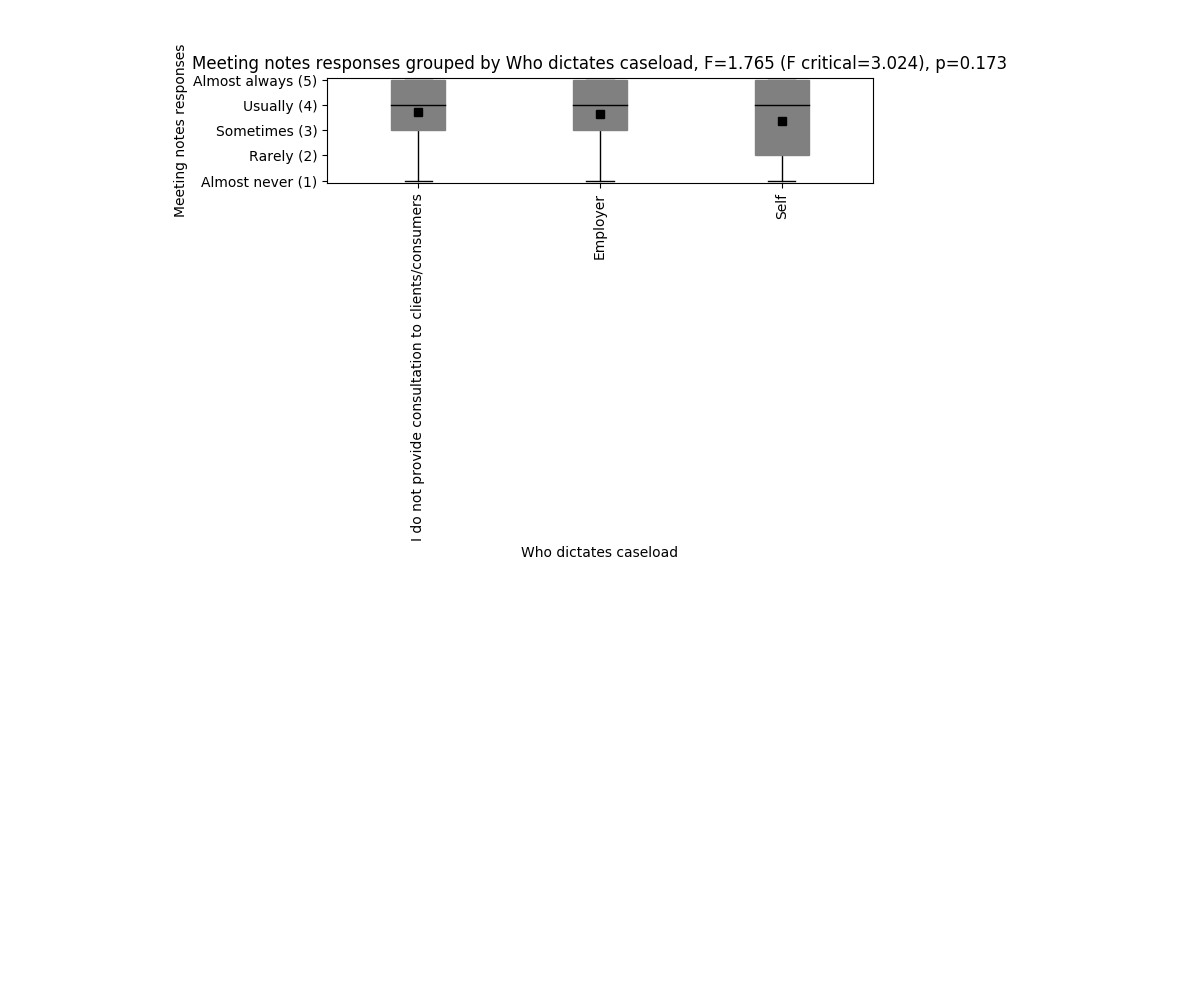 Meeting notes responses grouped by Who dictates caseload, F=1.765 (F critical=3.024), p=0.173
Meeting notes responses
Almost always (5)
Usually (4)
Sometimes (3)
Rarely (2)
Almost never (1)
I do not provide consultation to clients/consumers
Employer
Self
Who dictates caseload